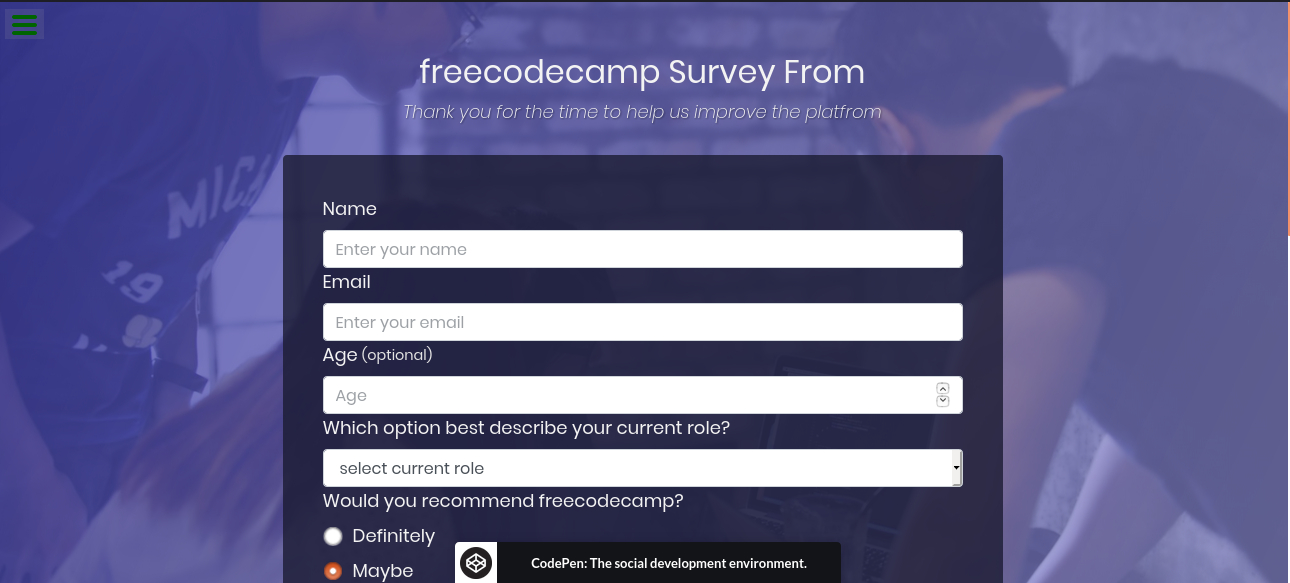 freecodecamp Survey From
Thank you for the time to help us improve the platfrom
MICH
19
Name
Enter your name
Email
Enter your email
Age (optional)
Age
Which option best describe your current role?
select current role
Would you recommend freecodecamp?
Definitely
Maybe
CodePen: The social development environment.